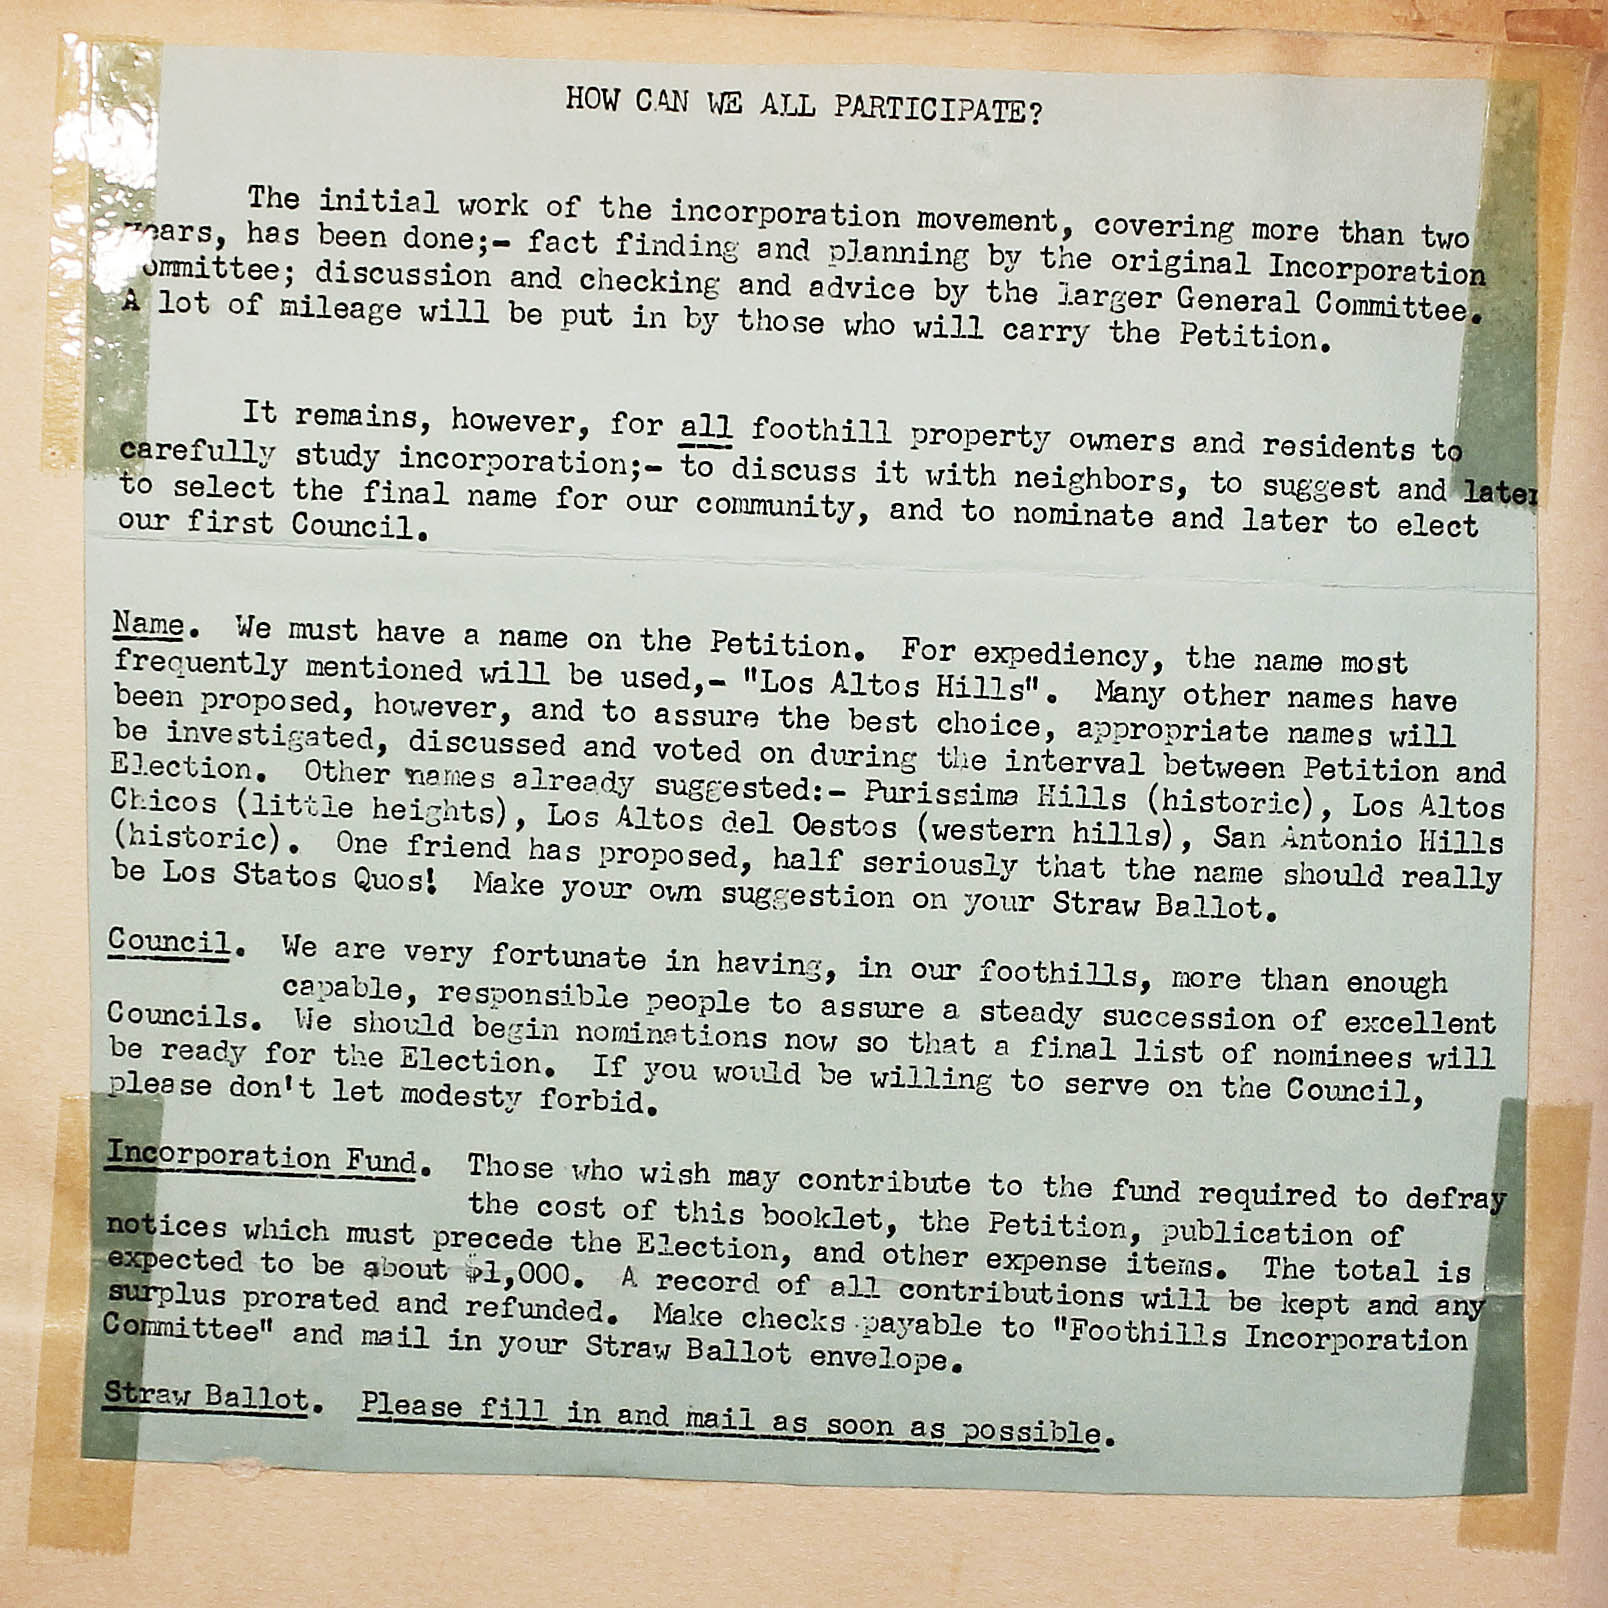 HOW CAN WE ALL PARTICIPATE?
The initial work of the incorporation movement, covering more than two
years, has been done;- fact finding and planning by the original Incorporation
Committee; discussion and checking and advice by the larger General Committee.
A lot of mileage will be put in by those who will carry the Petition.
It remains, however, for all foothill property owners and residents to
carefully study incorporation;- to discuss it with neighbors, to suggest and later
to select the final name for our community, and to nominate and later to elect
our first Council.
Name. We must have a name on the Petition. For expediency, the name most
frequently mentioned will be used,- "Los Altos Hills". Many other names have
been proposed, however, and to assure the best choice, appropriate names will
be investigated, discussed and voted on during the interval between Petition and
Election. Other names already suggested:- Purissima Hills (historic), Los Altos
Chicos (little heights), Los Altos del Oestos (western hills), San Antonio Hills
(historic). One friend has proposed, half seriously that the name should really
be Los Statos Quos! Make your own suggestion on your Straw Ballot.
Council. We are very fortunate in having, in our foothills, more than enough
capable, responsible people to assure a steady succession of excellent
Councils. We should begin nominations now so that a final list of nominees will
be ready for the Election. If you would be willing to serve on the Council,
please don't let modesty forbid.
Incorporation Fund. Those who wish may contribute to the fund required to defray
the cost of this booklet, the Petition, publication of
notices which must precede the Election, and other expense items. The total is
expected to be about $1,000. A record of all contributions will be kept and any
surplus prorated and refunded. Make checks payable to "Foothills Incorporation
Committee" and mail in your Straw Ballot envelope.
Straw Ballot. Please fill in and mail as soon as possible.